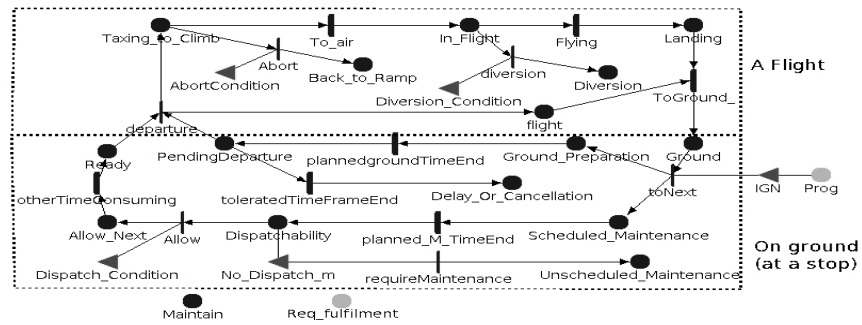 Taxing_to_Climb
To_air
In_Flight
Flying
Landing
A Flight
Abort
AbortCondition
Back_to_Ramp
diversion
Diversion_Condition
Diversion
ToGround_
flight
departure
Ready
PendingDeparture
plannedgroundTimeEnd
Ground_Preparation
Ground
toNext
IGN
Prog
otherTimeConsuming
toleratedTimeFrameEnd
Delay_Or_Cancellation
Allow_Next
Allow
Dispatchability
planned_M_TimeEnd
Scheduled_Maintenance
On ground
(at a stop)
Dispatch_Condition
No_Dispatch_m
requireMaintenance
Unscheduled_Maintenance
Maintain
Req_fulfilment